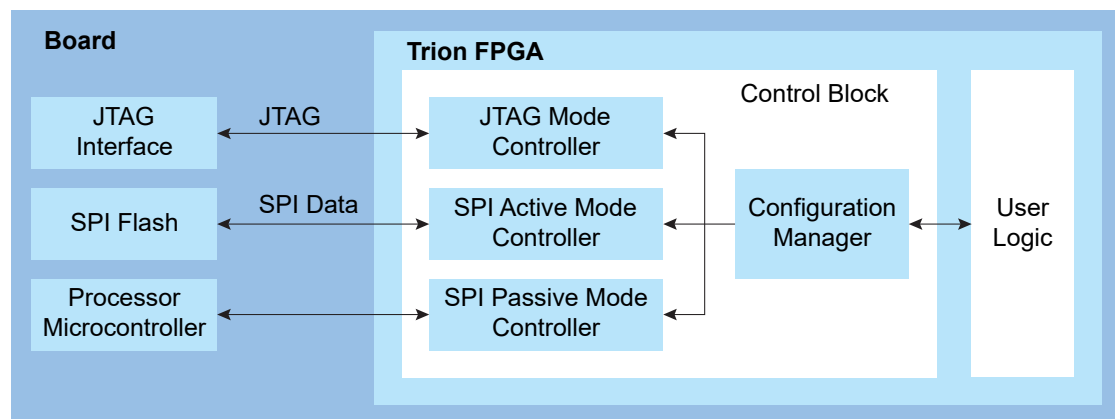 Board
Trion FPGA
Control Block
JTAG
Interface
JTAG
JTAG Mode
Controller
SPI Flash
SPI Data
SPI Active Mode
Controller
Configuration
Manager
User
Logic
Processor
Microcontroller
SPI Passive Mode
Controller